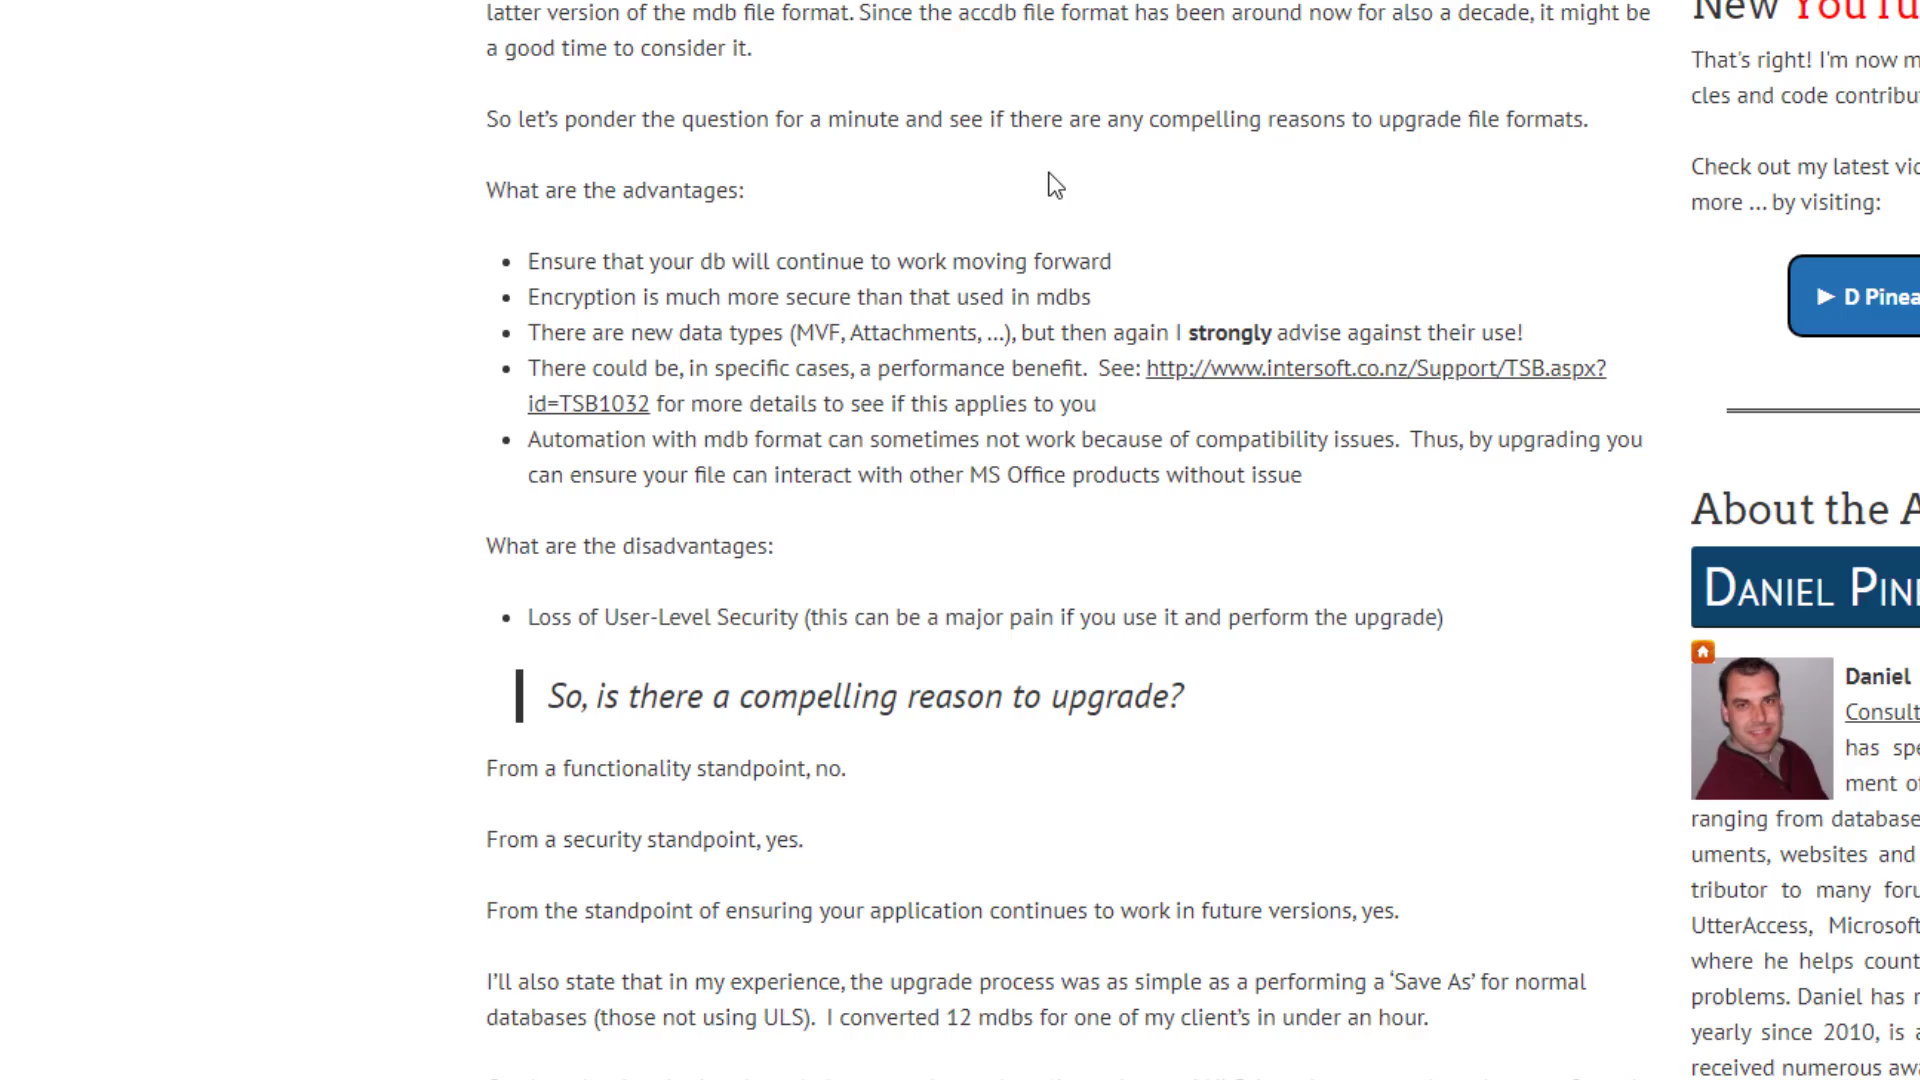 latter version of the mdb file format. Since the accdb file format has been around now for also a decade, it might be
a good time to consider it.
So let's ponder the question for a minute and see if there are any compelling reasons to upgrade file formats.
What are the advantages:
• Ensure that your db will continue to work moving forward
• Encryption is much more secure than that used in mdbs
• There are new data types (MVF, Attachments, ...), but then again I strongly advise against their use!
• There could be, in specific cases, a performance benefit. See: http://www.intersoft.co.nz/Support/TSB.aspx?
id=TSB1032 for more details to see if this applies to you
• Automation with mdb format can sometimes not work because of compatibility issues. Thus, by upgrading you
can ensure your file can interact with other MS Office products without issue
What are the disadvantages:
• Loss of User-Level Security (this can be a major pain if you use it and perform the upgrade)
So, is there a compelling reason to upgrade?
From a functionality standpoint, no.
From a security standpoint, yes.
From the standpoint of ensuring your application continues to work in future versions, yes.
I'll also state that in my experience, the upgrade process was as simple as a performing a 'Save As' for normal
databases (those not using ULS). I converted 12 mdbs for one of my client's in under an hour.
New YouTu
That's right! I'm now m
cles and code contribu
Check out my latest vid
more ... by visiting:
► D Pinea
About the A
DANIEL PINE
Daniel
Consult
has spe
ment of
ranging from database
uments, websites and
tributor to many foru
UtterAccess, Microsoft
where he helps count
problems. Daniel has r
yearly since 2010, is a
received numerous awa